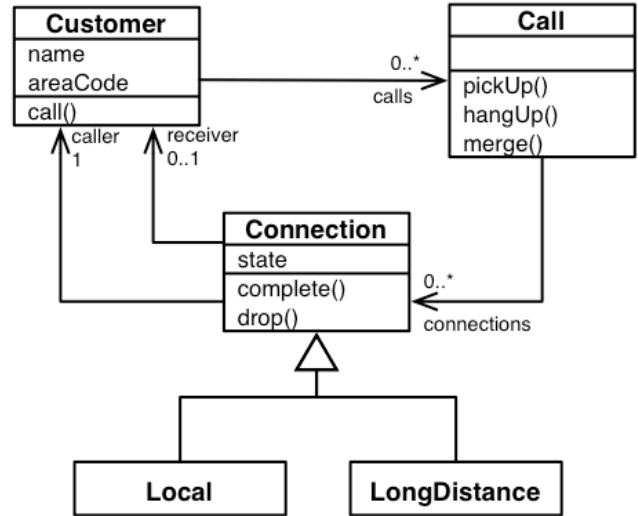 Customer
name
areaCode
call()
0..*
calls
Call
pickUp()
hangUp()
merge()
caller
1
receiver
0..1
Connection
state
complete()
drop()
0..*
connections
Local
LongDistance